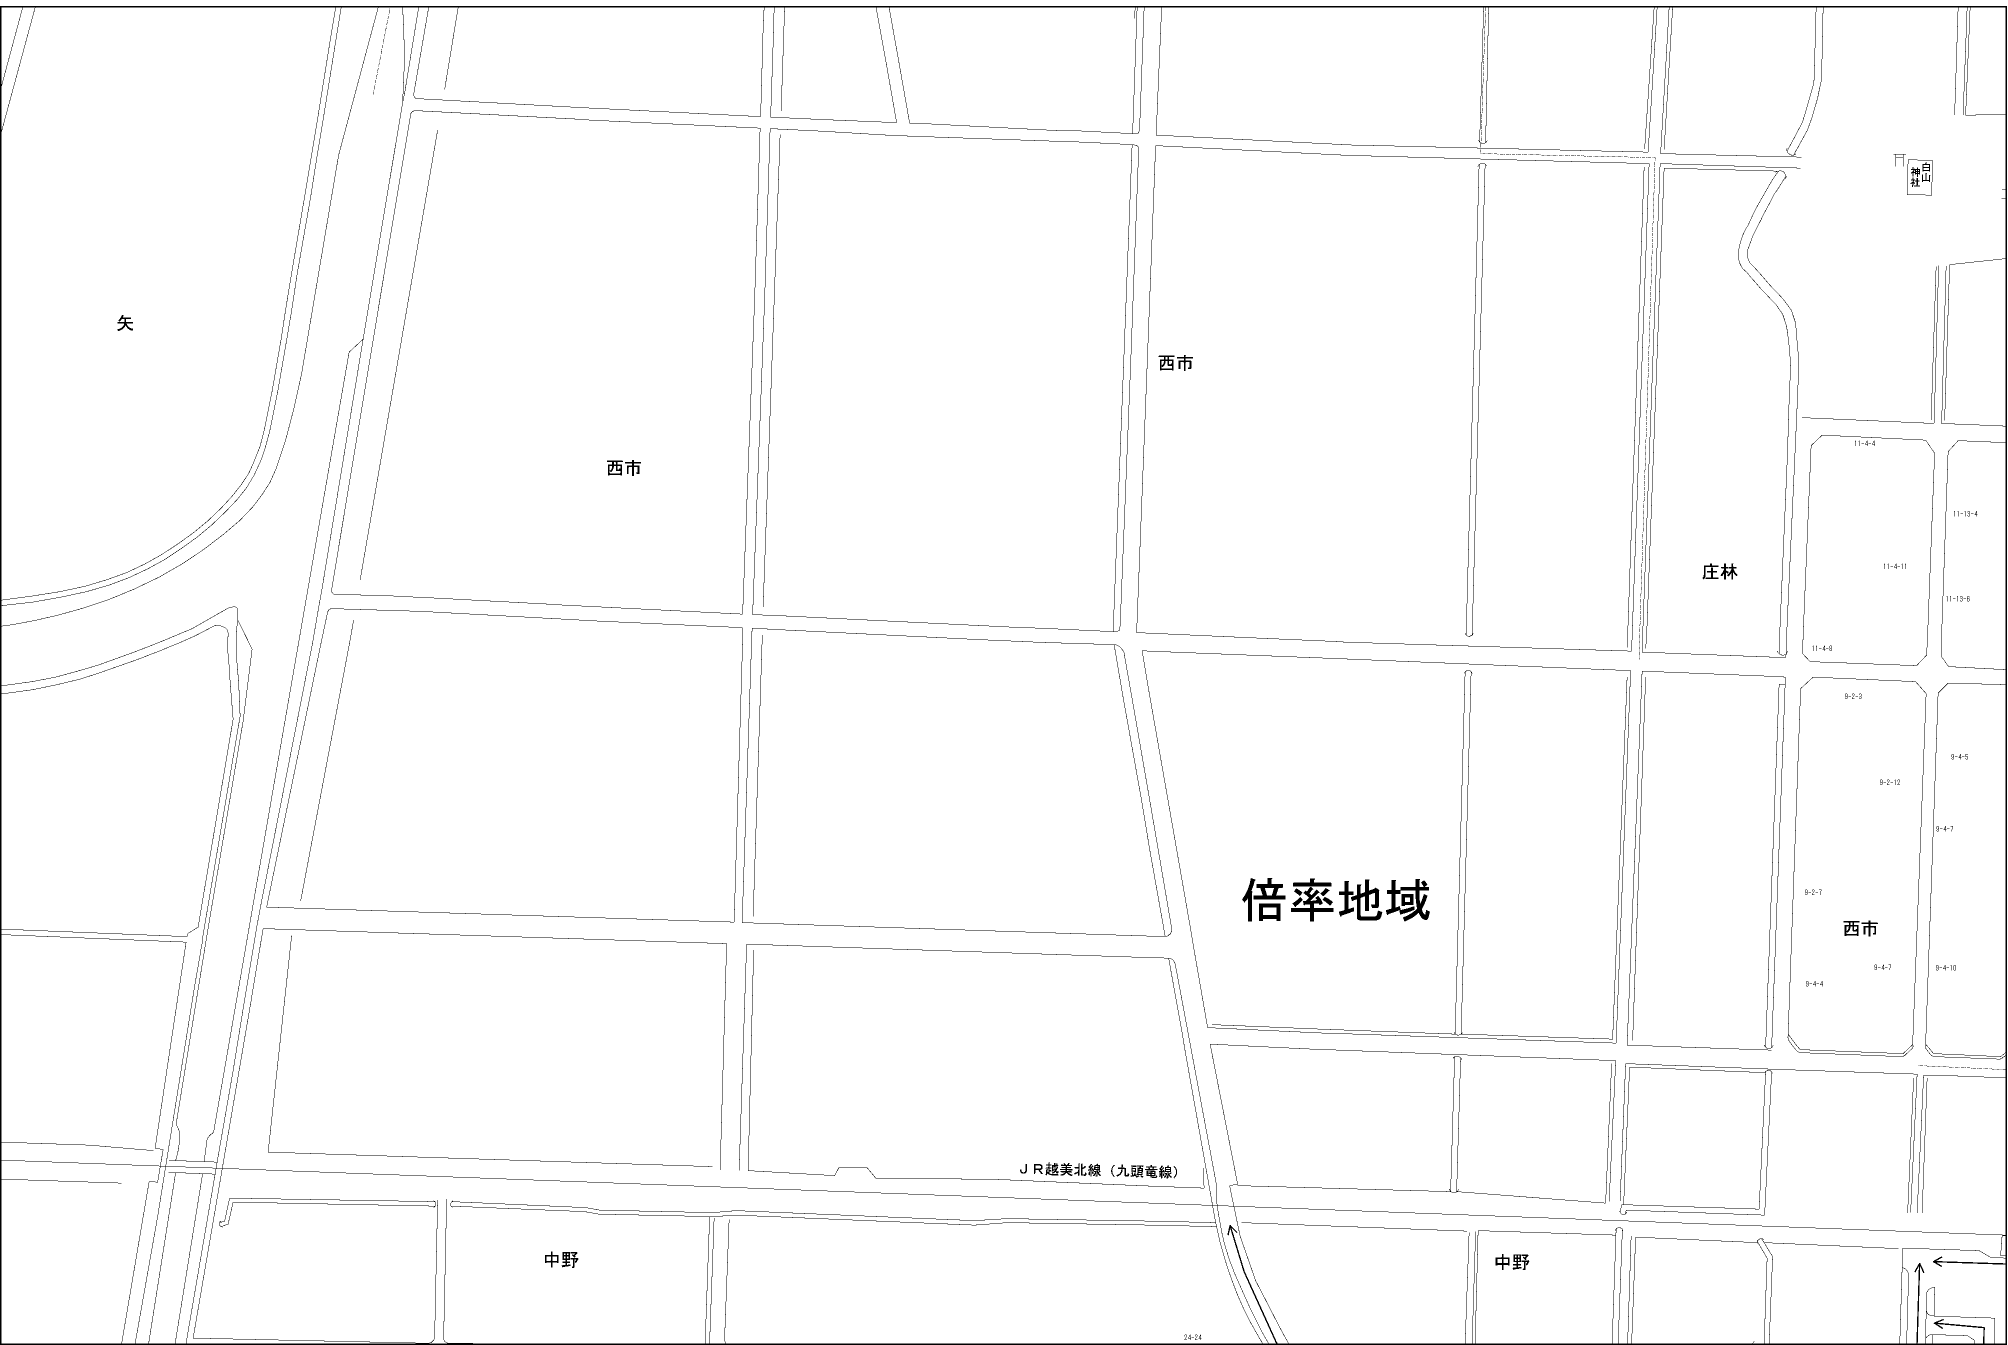 白山
神社
矢
西市
西市
11-4-4
11-13-4
11-4-11
庄林
11-13-6
11-4-9
9-2-3
9-4-5
9-2-12
9-4-7
9-2-7
倍率地域
西市
9-4-7
9-4-10
9-4-4
JR越美北線（九頭竜線）
中野
中野
24-24